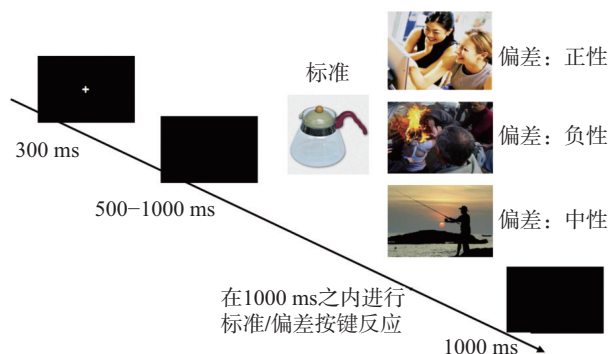 标准
偏差：正性
偏差：负性
偏差：中性
300 ms
500−1000 ms
在1000 ms之内进行
标准/偏差按键反应
1000 ms